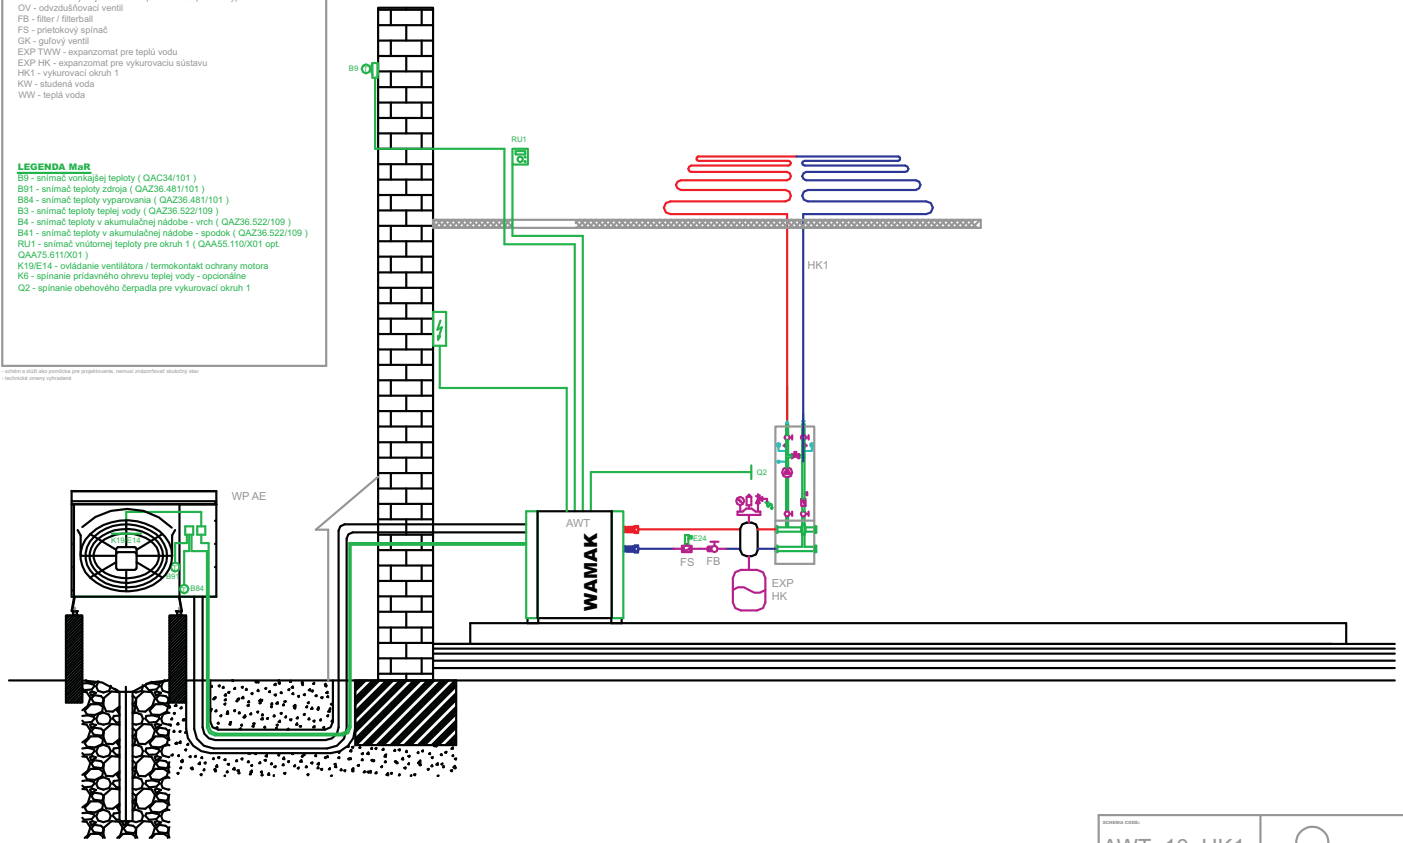 OV - odvzdušňovací ventil
FB - filter / filterball
FS - prietokový spínač
GK - guľový ventil
EXP TWW - expanzomat pre teplú vodu
EXP HK - expanzomat pre vykurovaciu sústavu
HK1 - vykurovací okruh 1
KW - studená voda
WW - teplá voda
LEGENDA MaR
B9 - snímač vonkajšej teploty ( QAC34/101 )
B91 - snímač teploty zdroja ( QAZ36.481/101 )
B84 - snímač teploty vyparovania ( QAZ36.481/101 )
B3 - snímač teploty teplej vody ( QAZ36.522/109 )
B4 - snímač teploty v akumulačnej nádobe - vrch ( QAZ36.522/109 )
B41 - snímač teploty v akumulačnej nádobe - spodok ( QAZ36.522/109 )
RU1 - snímač vnútornej teploty pre okruh 1 ( QAA55.110/X01 opt.
QAA75.611/X01 )
K19/E14 - ovládanie ventilátora / termokontakt ochrany motora
K6 - spínanie prídavného ohrevu teplej vody - opcionálne
Q2 - spínanie obehového čerpadla pre vykurovací okruh 1
- technické zmeny vyhradené
B9
RU1
HK1
Q2
WP AE
K19/E14
B91
B84
AWT
WAMAK
E24
FS
FB
EXP
HK
SCHEMA CODE: